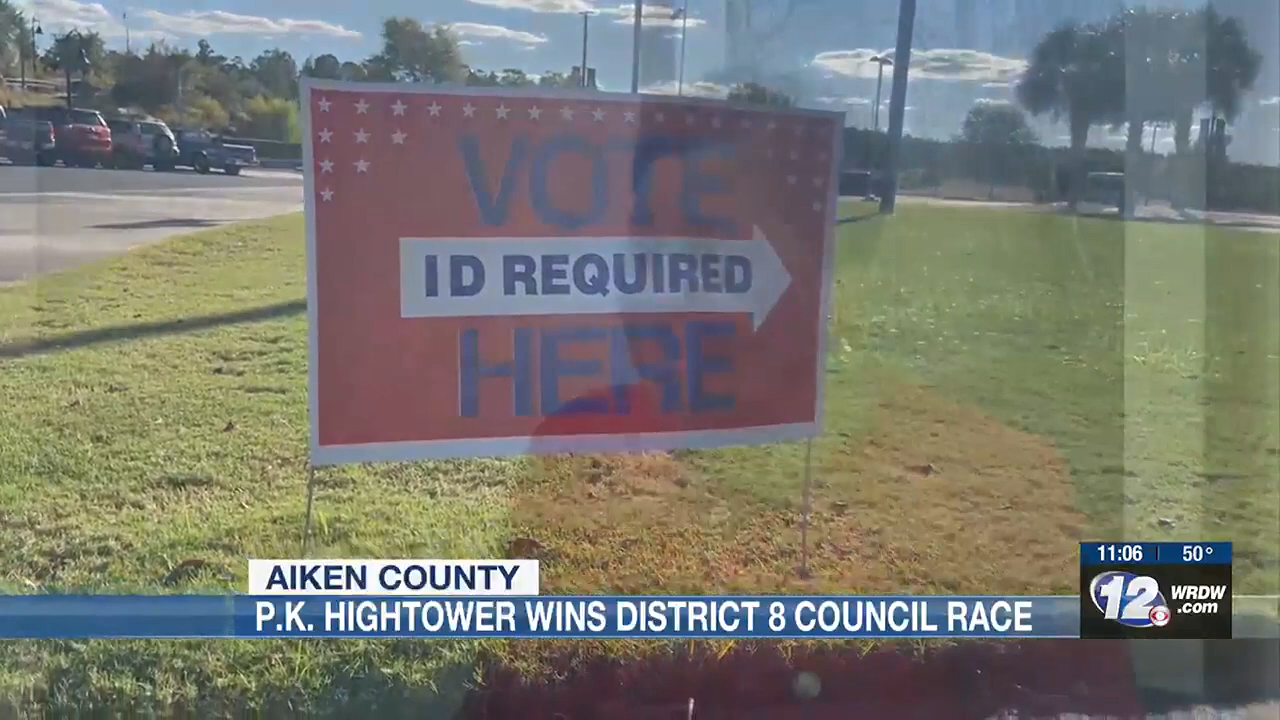 VOTE
ID REQUIRED
HERE
AIKEN COUNTY
P.K. HIGHTOWER WINS DISTRICT 8 COUNCIL RACE
11:06 50°
12 WRDW
.com